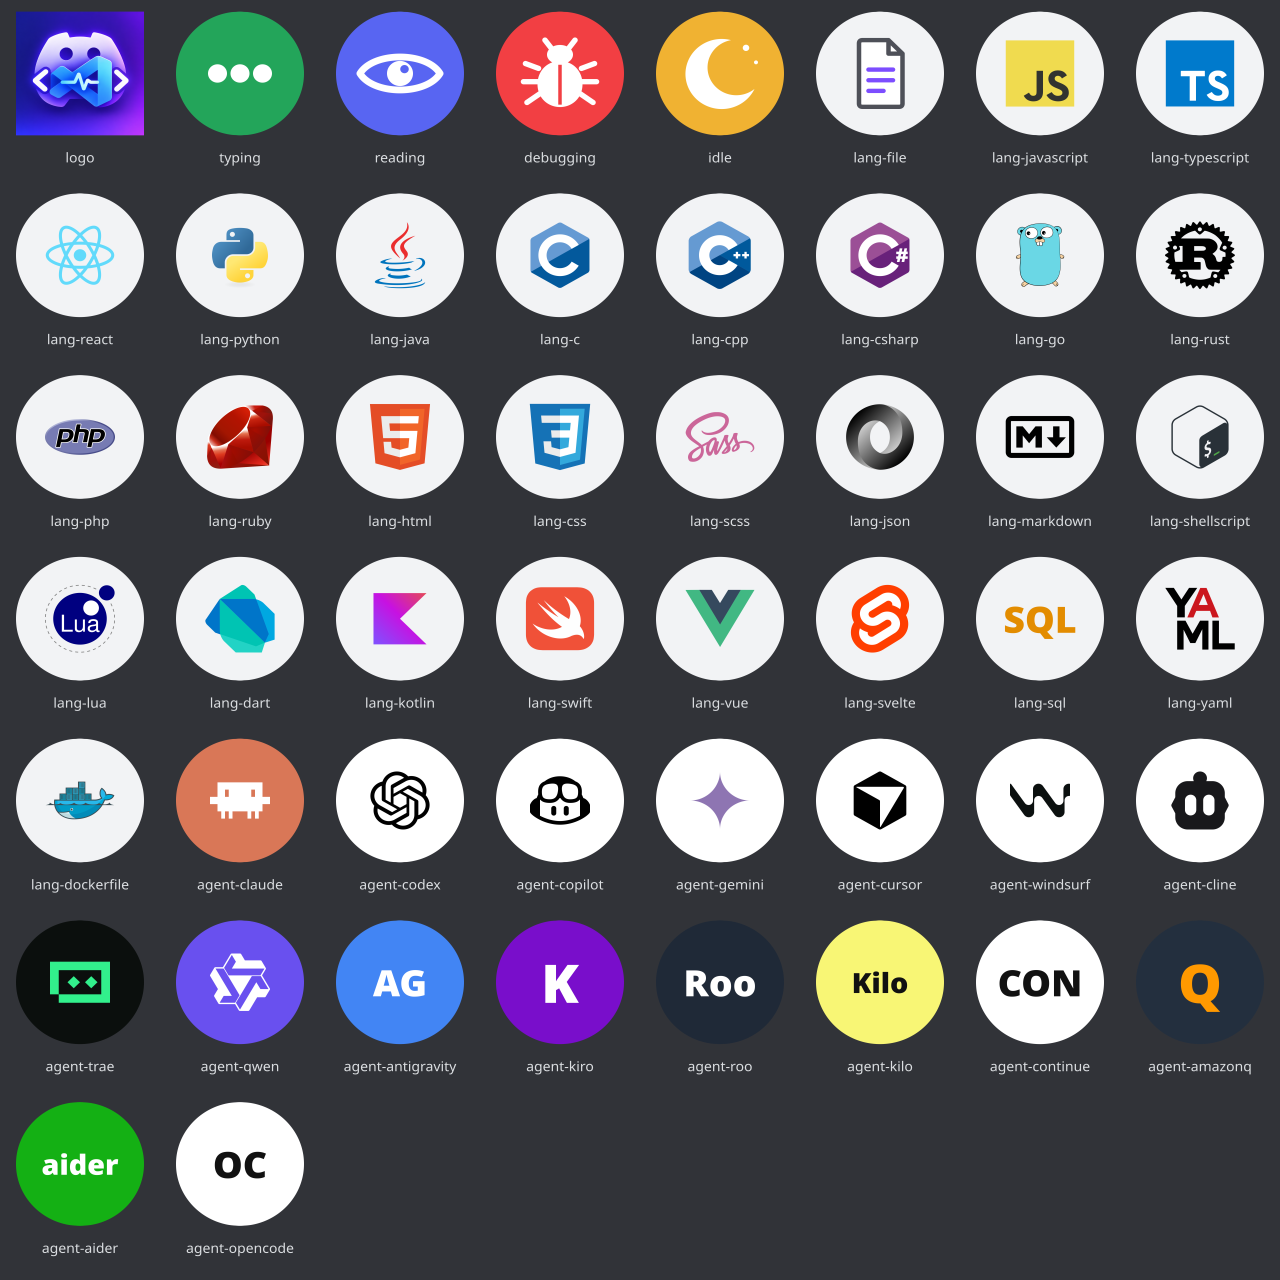 JS
TS
logo
typing
reading
debugging
idle
lang-file
lang-javascript
lang-typescript
C
C++
C#
R
lang-react
lang-python
lang-java
lang-c
lang-cpp
lang-csharp
lang-go
lang-rust
php
5
3
Sass
M
$_
lang-php
lang-ruby
lang-html
lang-css
lang-scss
lang-json
lang-markdown
lang-shellscript
Lua
SQL
YA
ML
lang-lua
lang-dart
lang-kotlin
lang-swift
lang-vue
lang-svelte
lang-sql
lang-yaml
lang-dockerfile
agent-claude
agent-codex
agent-copilot
agent-gemini
agent-cursor
agent-windsurf
agent-cline
AG
K
Roo
Kilo
CON
Q
agent-trae
agent-qwen
agent-antigravity
agent-kiro
agent-roo
agent-kilo
agent-continue
agent-amazonq
aider
OC
agent-aider
agent-opencode